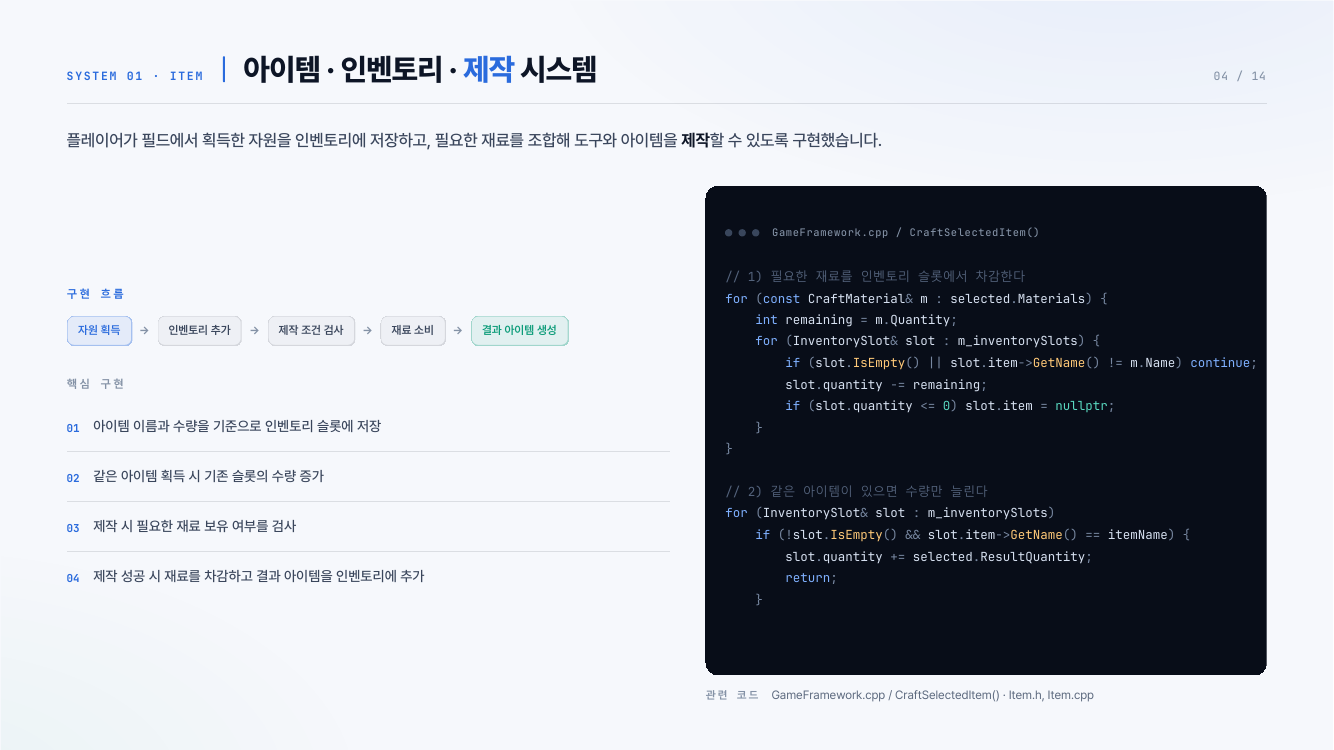 SYSTEM 01 · ITEM | 아이템 · 인벤토리 · 제작 시스템
04 / 14
플레이어가 필드에서 획득한 자원을 인벤토리에 저장하고, 필요한 재료를 조합해 도구와 아이템을 제작할 수 있도록 구현했습니다.
구현 흐름
자원 획득 → 인벤토리 추가 → 제작 조건 검사 → 재료 소비 → 결과 아이템 생성
핵심 구현
01 아이템 이름과 수량을 기준으로 인벤토리 슬롯에 저장
02 같은 아이템 획득 시 기존 슬롯의 수량 증가
03 제작 시 필요한 재료 보유 여부를 검사
04 제작 성공 시 재료를 차감하고 결과 아이템을 인벤토리에 추가
GameFramework.cpp / CraftSelectedItem()
// 1) 필요한 재료를 인벤토리 슬롯에서 차감한다
for (const CraftMaterial& m : selected.Materials) {
    int remaining = m.Quantity;
    for (InventorySlot& slot : m_inventorySlots) {
        if (slot.IsEmpty() || slot.item->GetName() != m.Name) continue;
        slot.quantity -= remaining;
        if (slot.quantity <= 0) slot.item = nullptr;
    }
}
// 2) 같은 아이템이 있으면 수량만 늘린다
for (InventorySlot& slot : m_inventorySlots)
    if (!slot.IsEmpty() && slot.item->GetName() == itemName) {
        slot.quantity += selected.ResultQuantity;
        return;
    }
관련 코드 GameFramework.cpp / CraftSelectedItem() · Item.h, Item.cpp